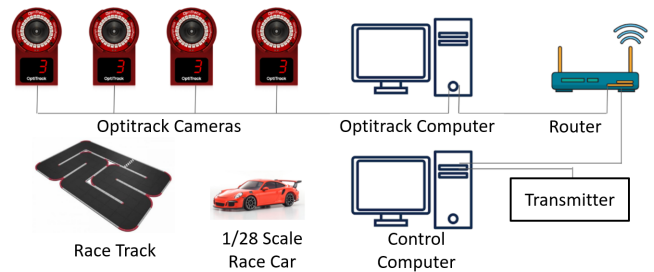 3 3 3 3
OptiTrack OptiTrack OptiTrack OptiTrack
Optitrack Cameras Optitrack Computer Router
Transmitter
Race Track
1/28 Scale
Race Car
Control
Computer